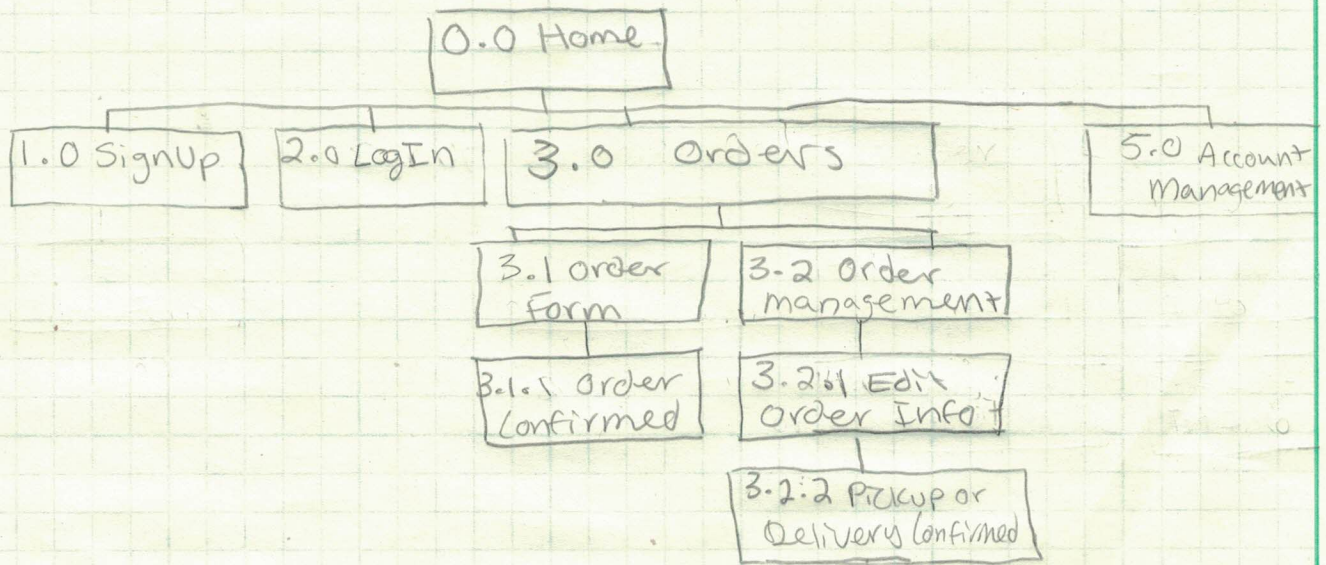 0.0 Home
1.0 SignUp
2.0 LogIn
3.0 Orders
5.0 Account
Management
3.1 Order
Form
3.2 Order
management
3.1.1 Order
Confirmed
3.2.1 Edit
Order Info
3.2.2 Pickup or
Delivery Confirmed